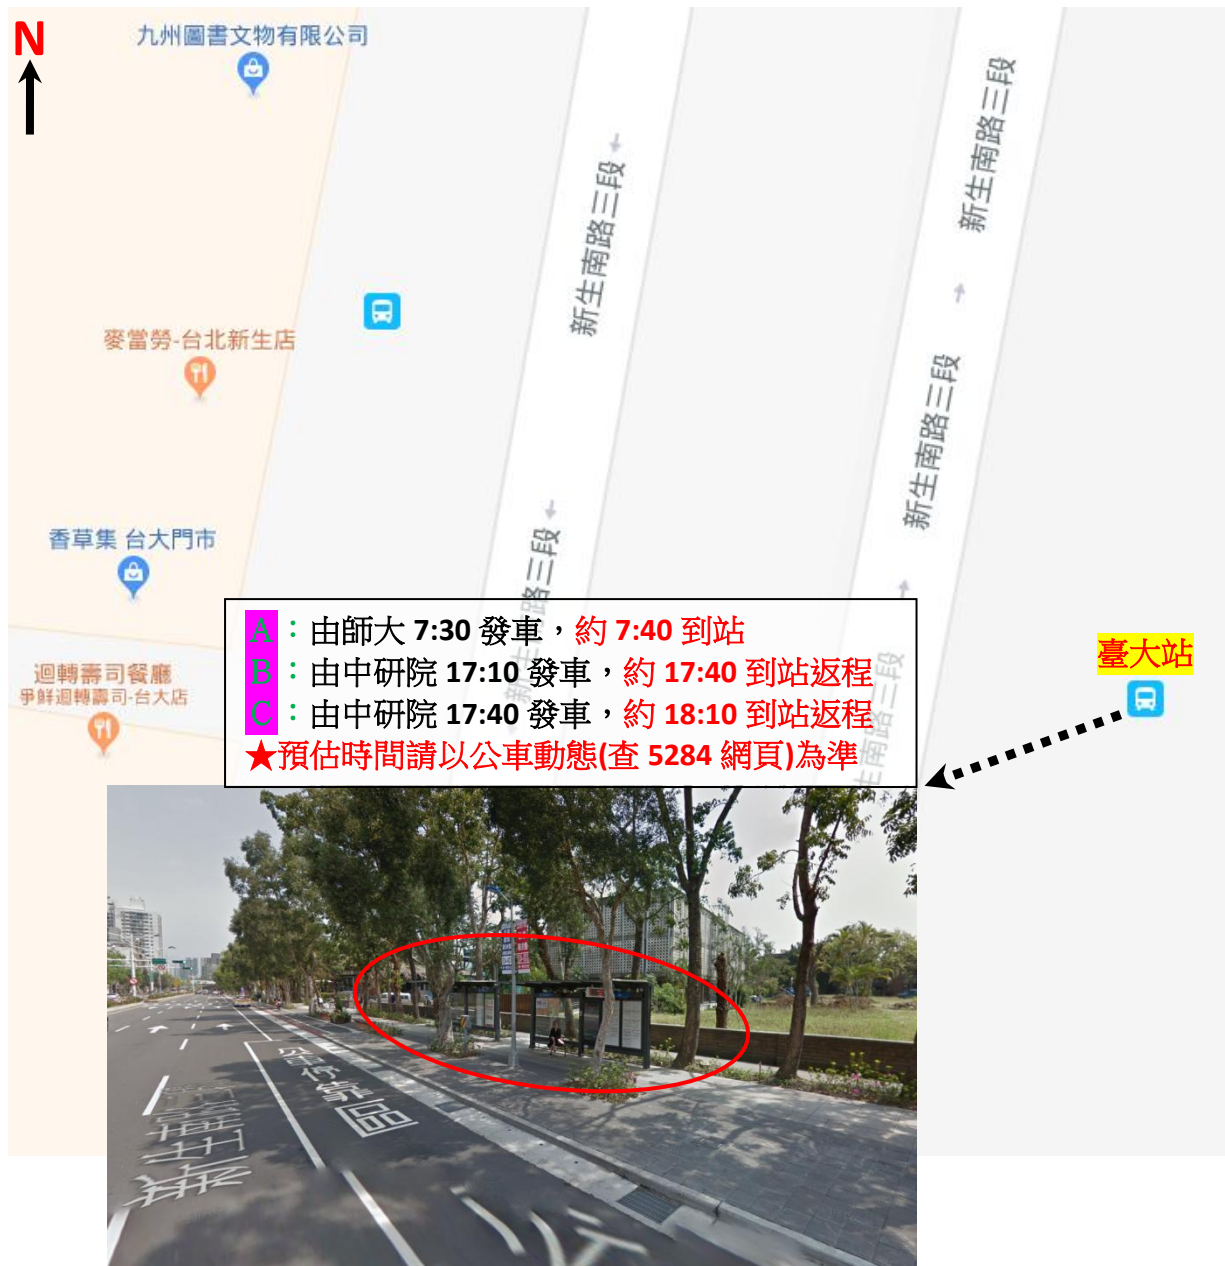 N
九州圖書文物有限公司
新生南路三段
新生南路三段
麥當勞-台北新生店
新生南路三段
香草集 台大門市
路三段
A：由師大 7:30 發車，約 7:40 到站
B：由中研院 17:10 發車，約 17:40 到站返程
C：由中研院 17:40 發車，約 18:10 到站返程
★預估時間請以公車動態(查 5284 網頁)為準
生南路三段
臺大站
迴轉壽司餐廳
爭鮮迴轉壽司-台大店
公車停
新生南路